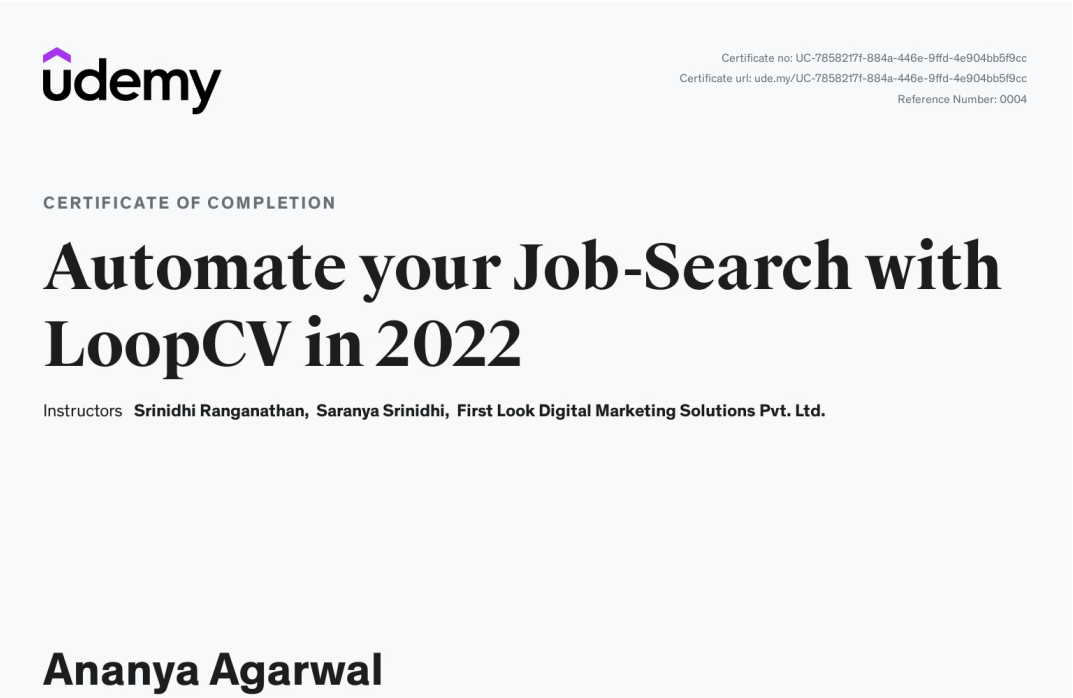 udemy
Certificate no: UC-7858217f-884a-446e-9ffd-4e904bb5f9cc
Certificate url: ude.my/UC-7858217f-884a-446e-9ffd-4e904bb5f9cc
Reference Number: 0004
CERTIFICATE OF COMPLETION
Automate your Job-Search with
LoopCV in 2022
Instructors Srinidhi Ranganathan, Saranya Srinidhi, First Look Digital Marketing Solutions Pvt. Ltd.
Ananya Agarwal